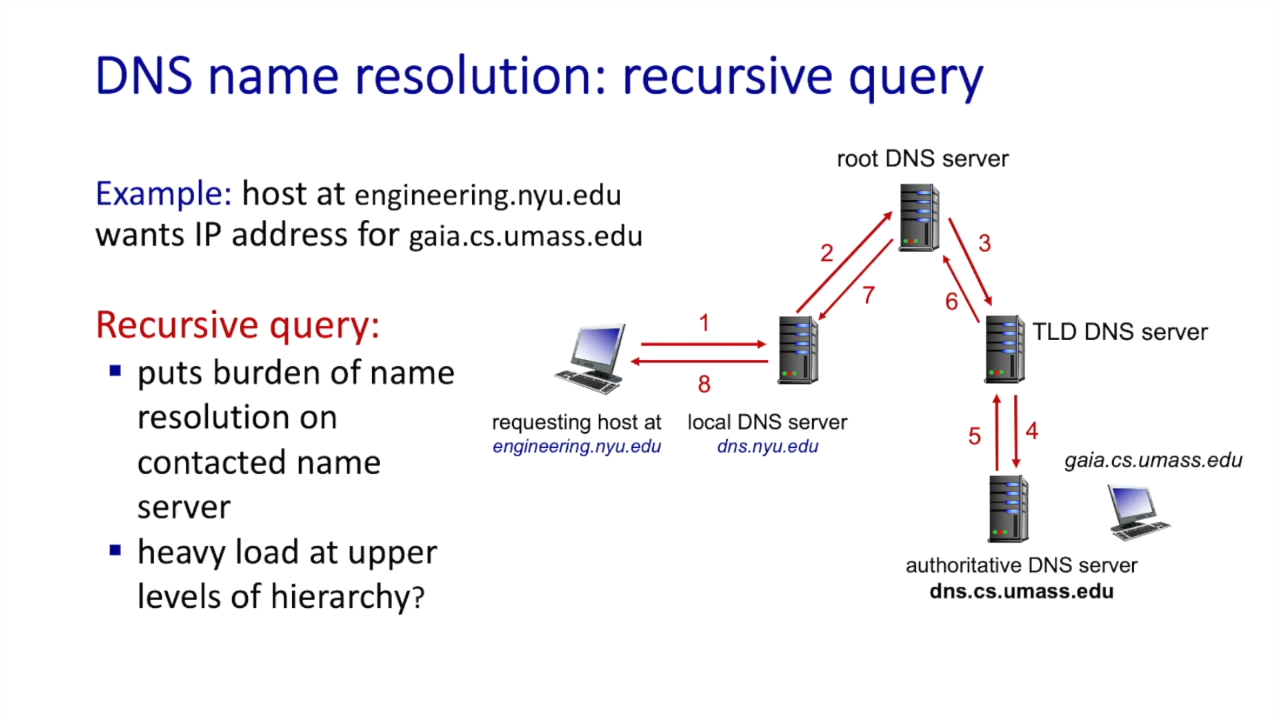 DNS name resolution: recursive query
Example: host at engineering.nyu.edu
wants IP address for gaia.cs.umass.edu
Recursive query:
▪ puts burden of name
resolution on
contacted name
server
▪ heavy load at upper
levels of hierarchy?
root DNS server
2
3
7
6
1
TLD DNS server
8
requesting host at
engineering.nyu.edu
local DNS server
dns.nyu.edu
5
4
gaia.cs.umass.edu
authoritative DNS server
dns.cs.umass.edu